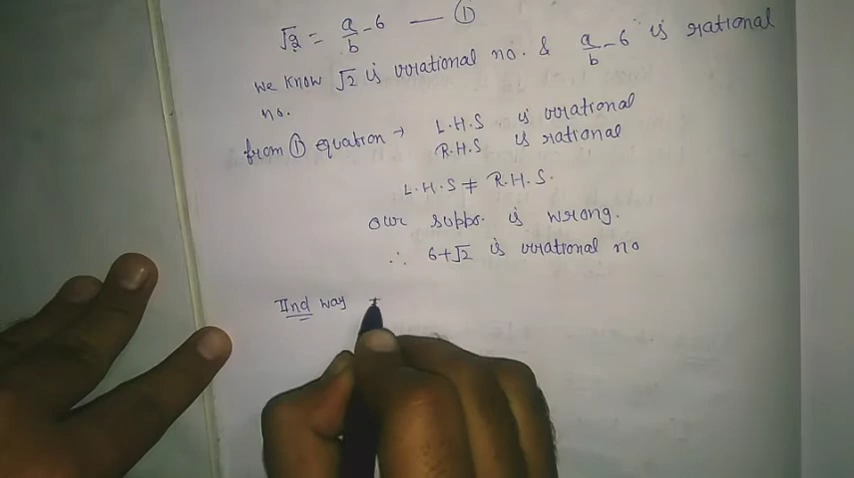 √2 = a/b - 6 — ①
we know √2 is irrational no. & a/b - 6 is rational
no.
from ① equation → L.H.S is irrational
R.H.S is rational
L.H.S ≠ R.H.S.
our suppo. is wrong.
∴ 6+√2 is irrational no
IInd way